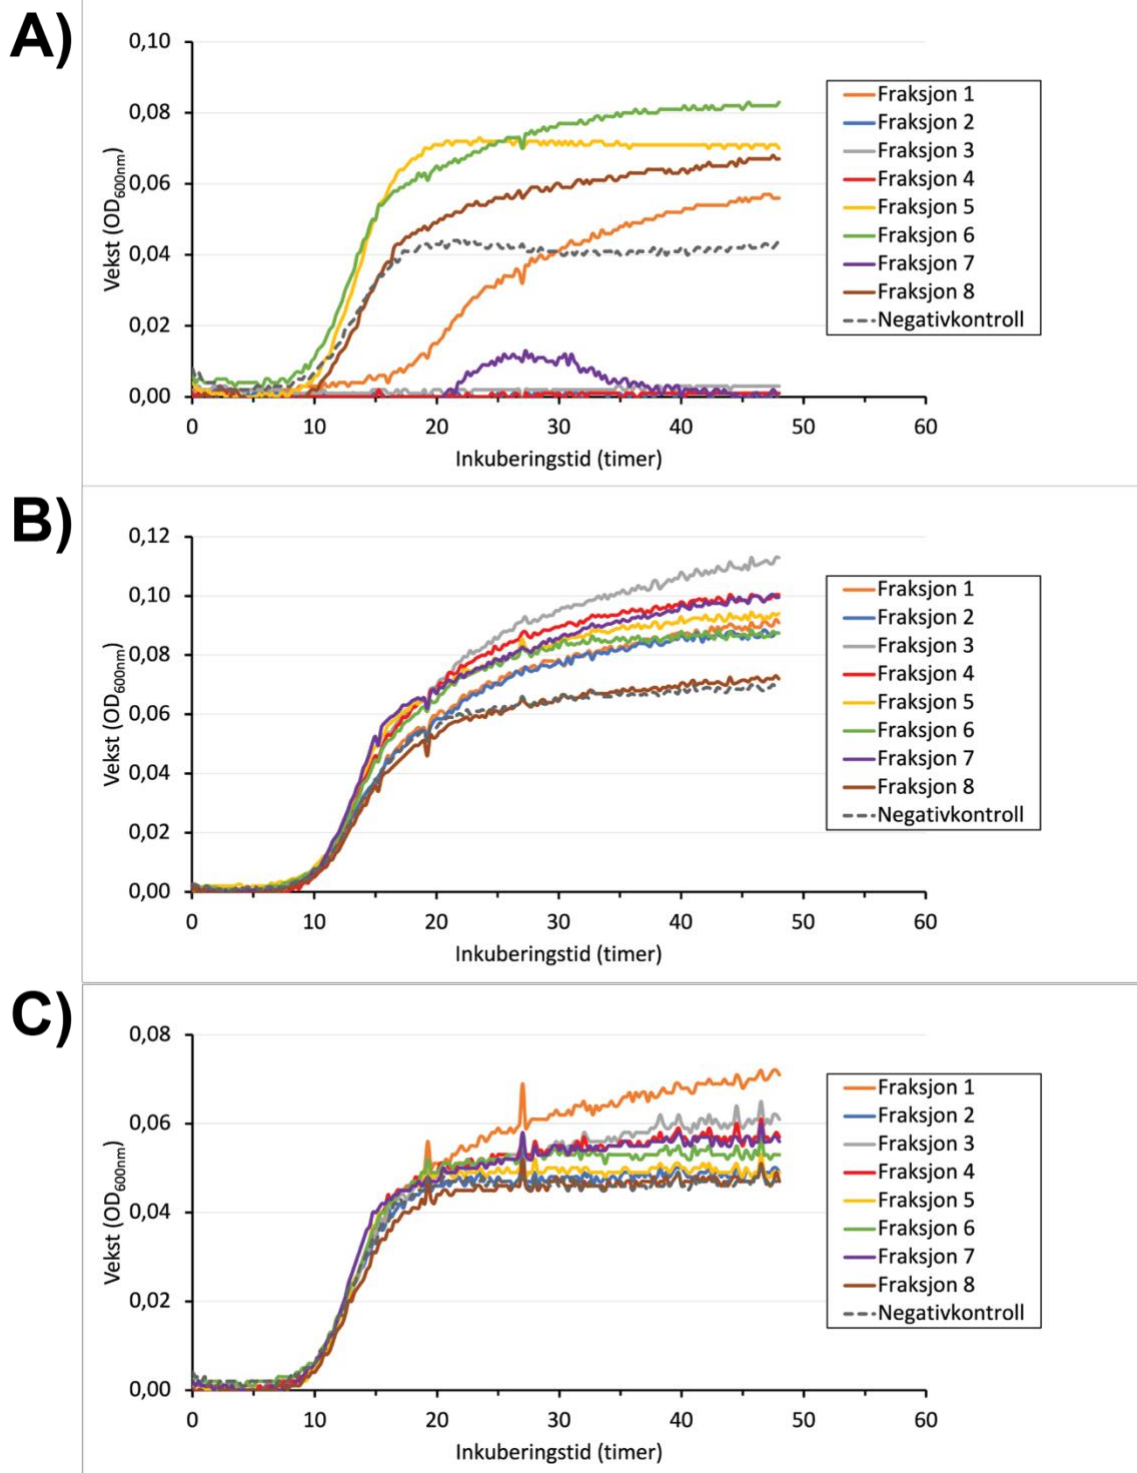 A)
0,10
0,08
0,06
0,04
0,02
0,00
Vekst (OD600nm)
0 10 20 30 40 50 60
Inkuberingstid (timer)
Fraksjon 1
Fraksjon 2
Fraksjon 3
Fraksjon 4
Fraksjon 5
Fraksjon 6
Fraksjon 7
Fraksjon 8
Negativkontroll
B)
0,12
0,10
0,08
0,06
0,04
0,02
0,00
Vekst (OD600nm)
0 10 20 30 40 50 60
Inkuberingstid (timer)
Fraksjon 1
Fraksjon 2
Fraksjon 3
Fraksjon 4
Fraksjon 5
Fraksjon 6
Fraksjon 7
Fraksjon 8
Negativkontroll
C)
0,08
0,06
0,04
0,02
0,00
Vekst (OD600nm)
0 10 20 30 40 50 60
Inkuberingstid (timer)
Fraksjon 1
Fraksjon 2
Fraksjon 3
Fraksjon 4
Fraksjon 5
Fraksjon 6
Fraksjon 7
Fraksjon 8
Negativkontroll